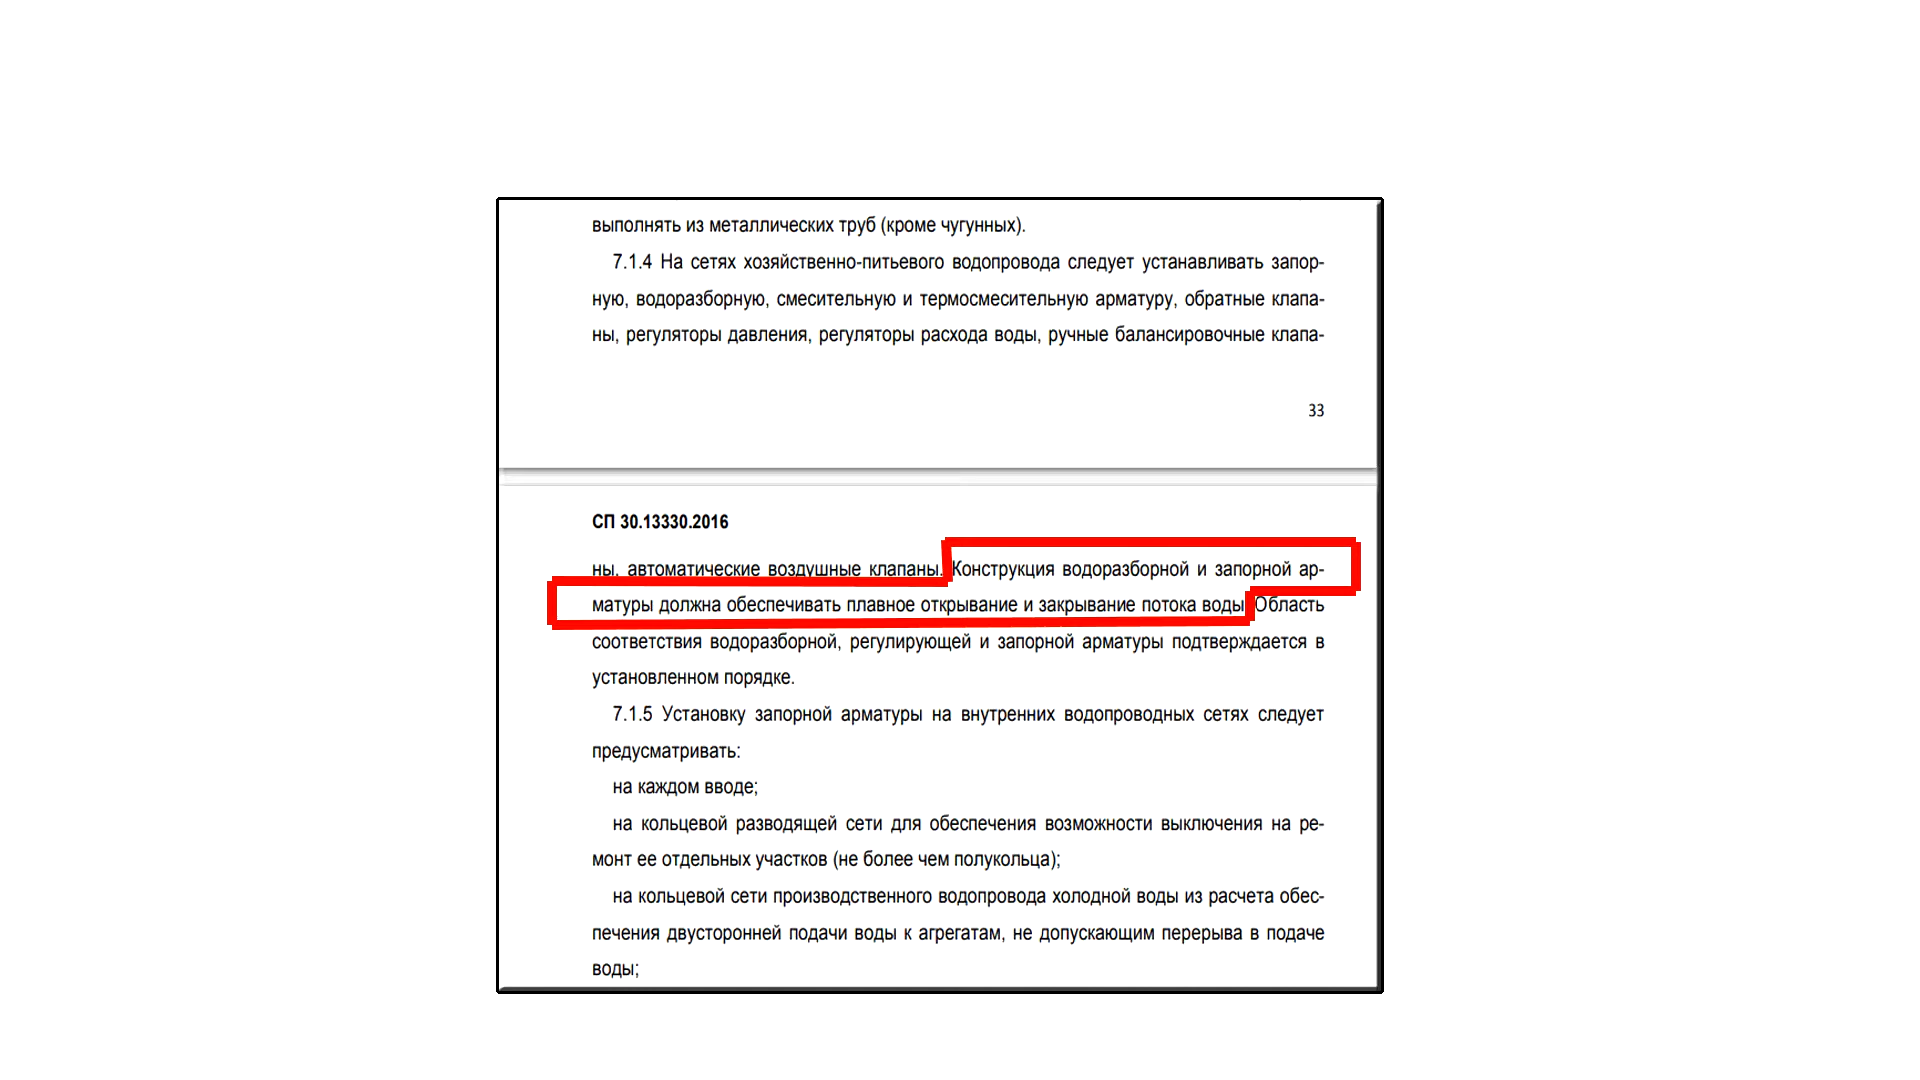 выполнять из металлических труб (кроме чугунных).
7.1.4 На сетях хозяйственно-питьевого водопровода следует устанавливать запор-
ную, водоразборную, смесительную и термосмесительную арматуру, обратные клапа-
ны, регуляторы давления, регуляторы расхода воды, ручные балансировочные клапа-
33
СП 30.13330.2016
ны, автоматические воздушные клапаны. Конструкция водоразборной и запорной ар-
матуры должна обеспечивать плавное открывание и закрывание потока воды. Область
соответствия водоразборной, регулирующей и запорной арматуры подтверждается в
установленном порядке.
7.1.5 Установку запорной арматуры на внутренних водопроводных сетях следует
предусматривать:
на каждом вводе;
на кольцевой разводящей сети для обеспечения возможности выключения на ре-
монт ее отдельных участков (не более чем полукольца);
на кольцевой сети производственного водопровода холодной воды из расчета обес-
печения двусторонней подачи воды к агрегатам, не допускающим перерыва в подаче
воды;